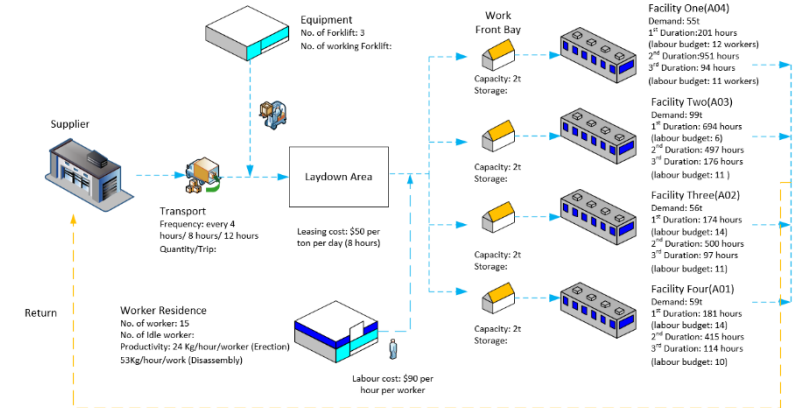 Equipment
No. of Forklift: 3
No. of working Forklift:
Work
Front Bay
Facility One(A04)
Demand: 55t
1st Duration:201 hours
(labour budget: 12 workers)
2nd Duration:951 hours
3rd Duration: 94 hours
(labour budget: 11 workers)
Capacity: 2t
Storage:
Facility Two(A03)
Demand: 99t
1st Duration: 694 hours
(labour budget: 6)
2nd Duration: 497 hours
3rd Duration: 176 hours
(labour budget: 11 )
Capacity: 2t
Storage:
Supplier
Laydown Area
Transport
Frequency: every 4
hours/ 8 hours/ 12 hours
Quantity/Trip:
Leasing cost: $50 per
ton per day (8 hours)
Facility Three(A02)
Demand: 56t
1st Duration: 174 hours
(labour budget: 14)
2nd Duration: 500 hours
3rd Duration: 97 hours
(labour budget: 11)
Capacity: 2t
Storage:
Facility Four(A01)
Demand: 59t
1st Duration: 181 hours
(labour budget: 14)
2nd Duration: 415 hours
3rd Duration: 114 hours
(labour budget: 10)
Capacity: 2t
Storage:
Return
Worker Residence
No. of worker: 15
No. of Idle worker:
Productivity: 24 Kg/hour/worker (Erection)
53Kg/hour/work (Disassembly)
Labour cost: $90 per
hour per worker